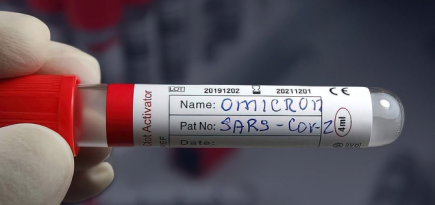 LOT 20191202 20211201 CE
Name: OMICRON
Pat No: SARS-COV-2
Date:
Clot Activator
4ml